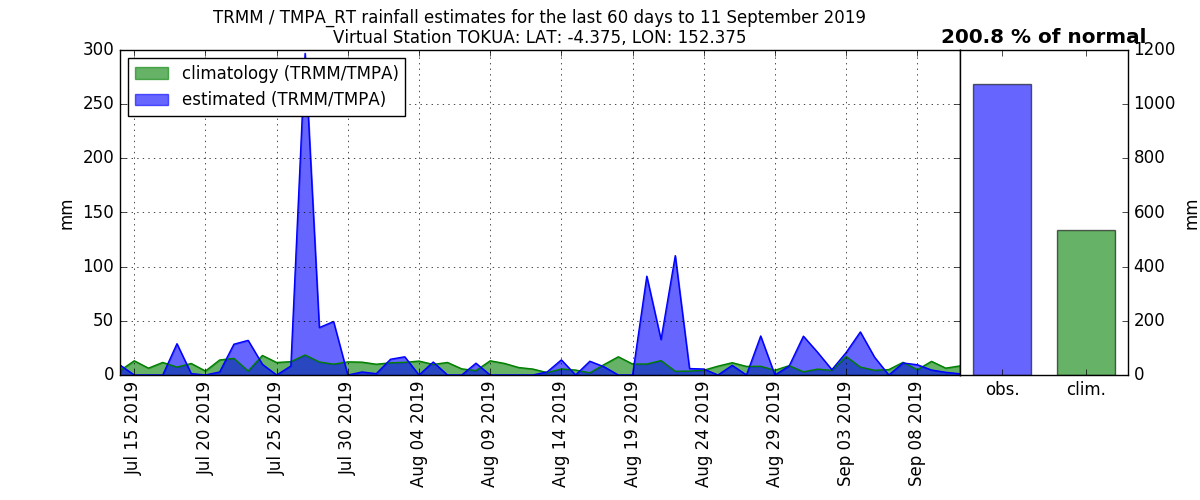 TRMM / TMPA_RT rainfall estimates for the last 60 days to 11 September 2019
Virtual Station TOKUA: LAT: -4.375, LON: 152.375
200.8 % of normal
climatology (TRMM/TMPA)
estimated (TRMM/TMPA)
300
250
200
150
100
50
0
mm
1200
1000
800
600
400
200
0
mm
Jul 15 2019
Jul 20 2019
Jul 25 2019
Jul 30 2019
Aug 04 2019
Aug 09 2019
Aug 14 2019
Aug 19 2019
Aug 24 2019
Aug 29 2019
Sep 03 2019
Sep 08 2019
obs.
clim.